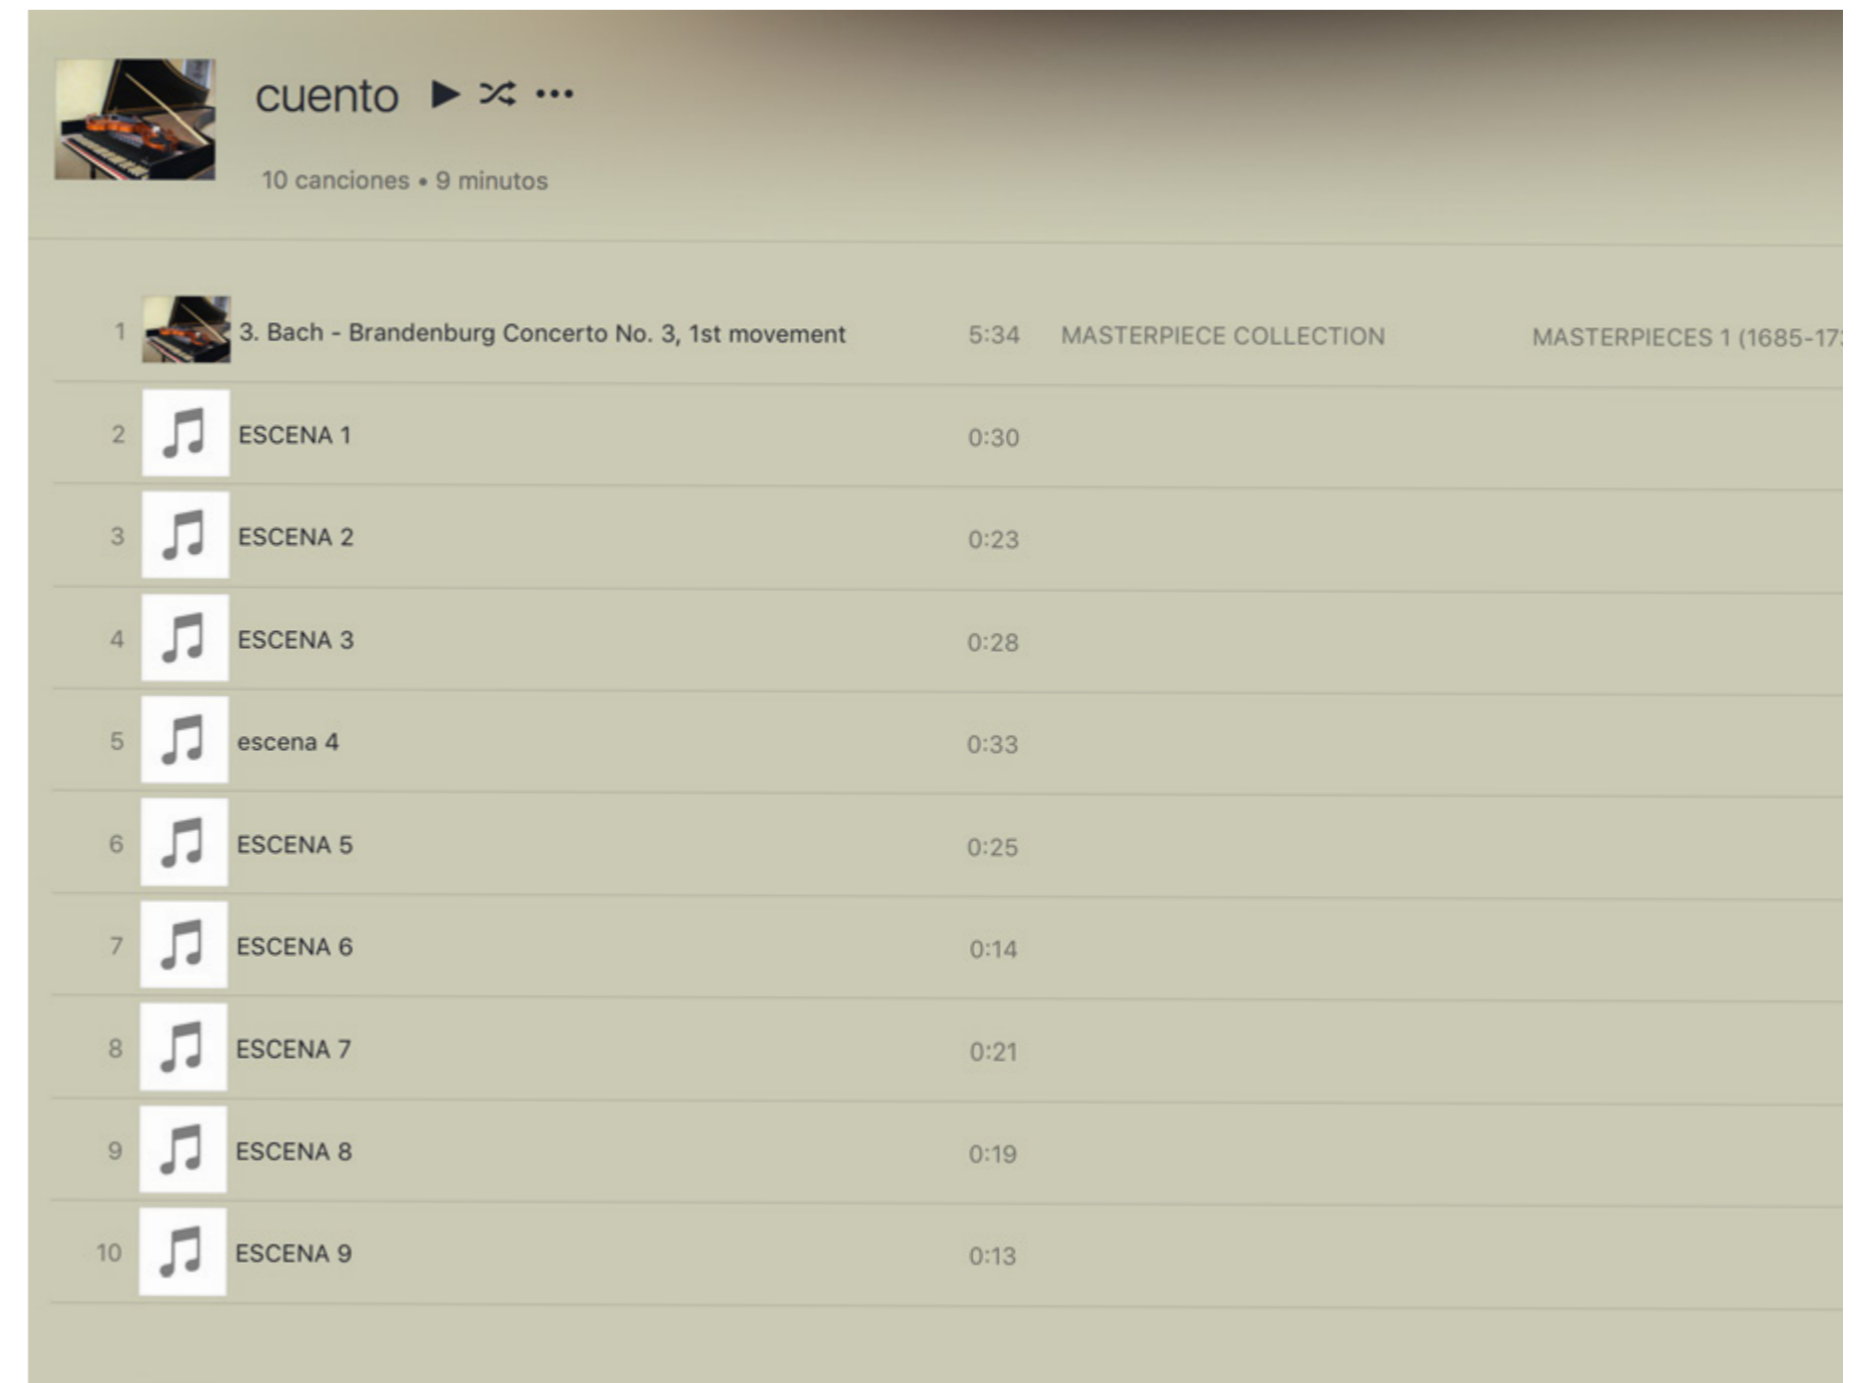 cuento
10 canciones • 9 minutos
1 3. Bach - Brandenburg Concerto No. 3, 1st movement 5:34 MASTERPIECE COLLECTION MASTERPIECES 1 (1685-17
2 ESCENA 1 0:30
3 ESCENA 2 0:23
4 ESCENA 3 0:28
5 escena 4 0:33
6 ESCENA 5 0:25
7 ESCENA 6 0:14
8 ESCENA 7 0:21
9 ESCENA 8 0:19
10 ESCENA 9 0:13